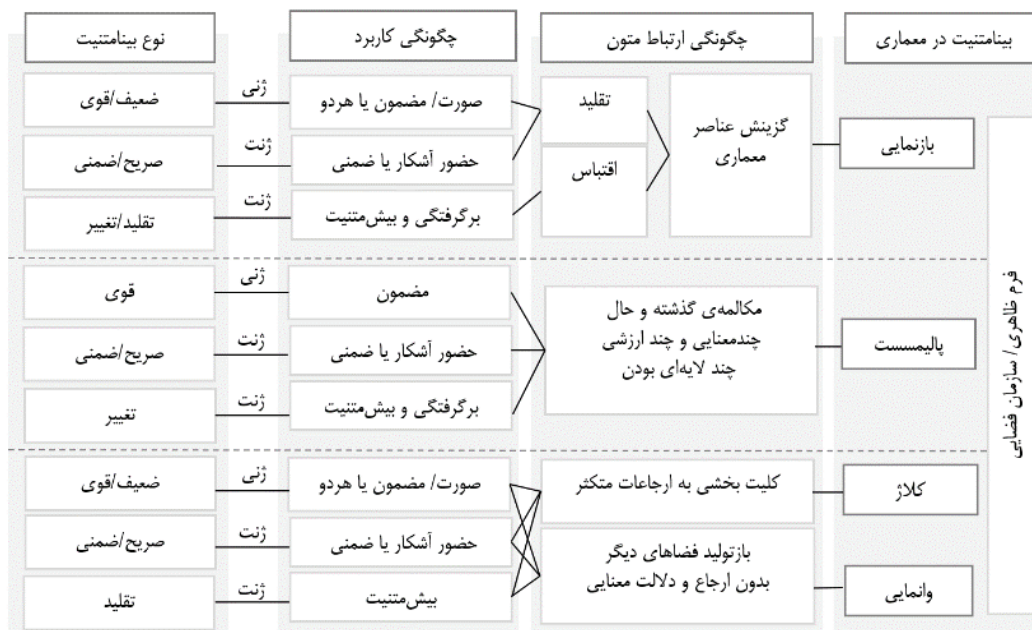 بینامتنیت در معماری
چگونگی ارتباط متون
چگونگی کاربرد
نوع بینامتنیت
فرم ظاهری/ سازمان فضایی
بازنمایی
گزینش عناصر
معماری
تقلید
اقتباس
صورت/ مضمون یا هردو
ژنی
ضعیف/قوی
حضور آشکار یا ضمنی
ژنت
صریح/ضمنی
برگرفتگی و بیش‌متنیت
ژنت
تقلید/تغییر
پالیمسست
مکالمه‌ی گذشته و حال
چندمعنایی و چند ارزشی
چند لایه‌ای بودن
مضمون
ژنی
قوی
حضور آشکار یا ضمنی
ژنت
صریح/ضمنی
برگرفتگی و بیش‌متنیت
ژنت
تغییر
کلاژ
کلیت بخشی به ارجاعات متکثر
صورت/ مضمون یا هردو
ژنی
ضعیف/قوی
حضور آشکار یا ضمنی
ژنت
صریح/ضمنی
وانمایی
بازتولید فضاهای دیگر
بدون ارجاع و دلالت معنایی
بیش‌متنیت
ژنت
تقلید